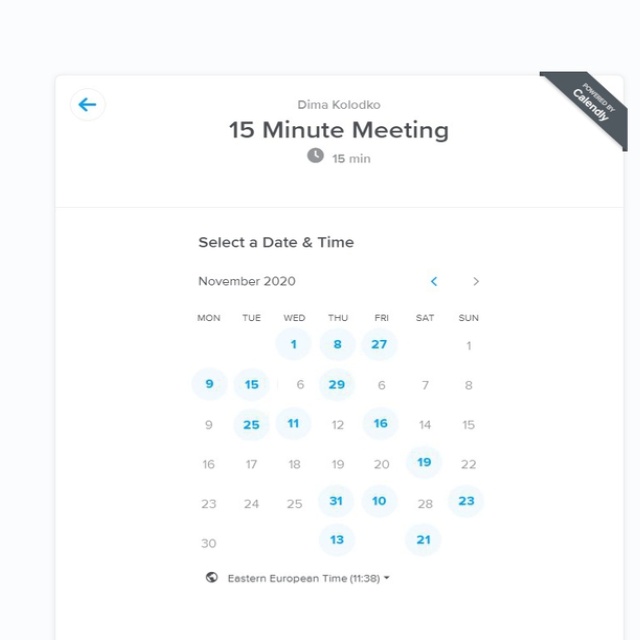 Dima Kolodko
15 Minute Meeting
15 min
POWERED BY
Calendly
Select a Date & Time
November 2020
MON TUE WED THU FRI SAT SUN
1 8 27 1
9 15 6 29 6 7 8
9 25 11 12 16 14 15
16 17 18 19 20 19 22
23 24 25 31 10 28 23
30 13 21
Eastern European Time (11:38)